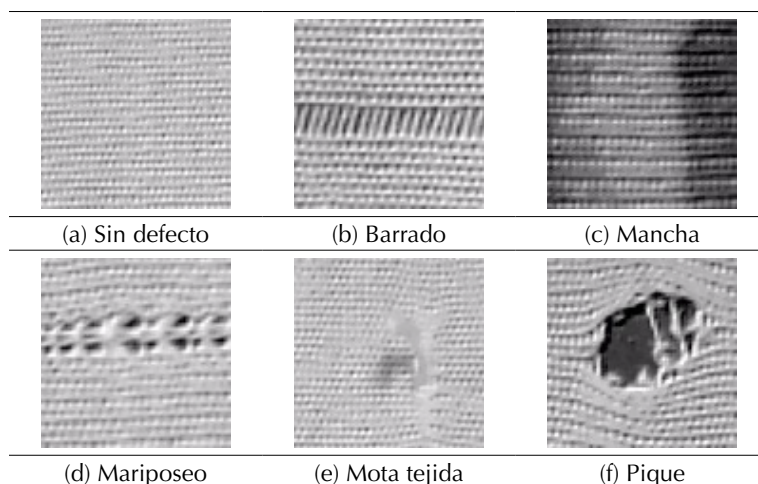 (a) Sin defecto
(b) Barrado
(c) Mancha
(d) Mariposeo
(e) Mota tejida
(f) Pique